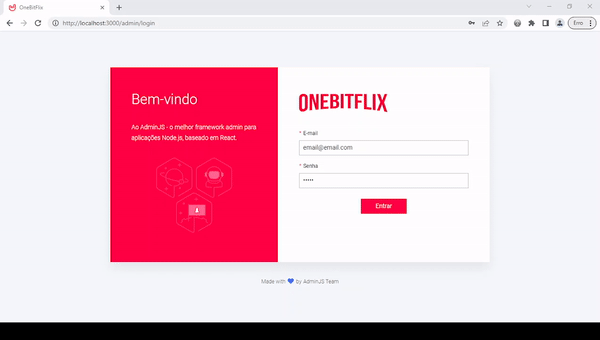 OneBitFlix
http://localhost:3000/admin/login
Erro
Bem-vindo
Ao AdminJS - o melhor framework admin para
aplicações Node.js, baseado em React.
ONEBITFLIX
* E-mail
email@email.com
* Senha
•••••
Entrar
Made with by AdminJS Team